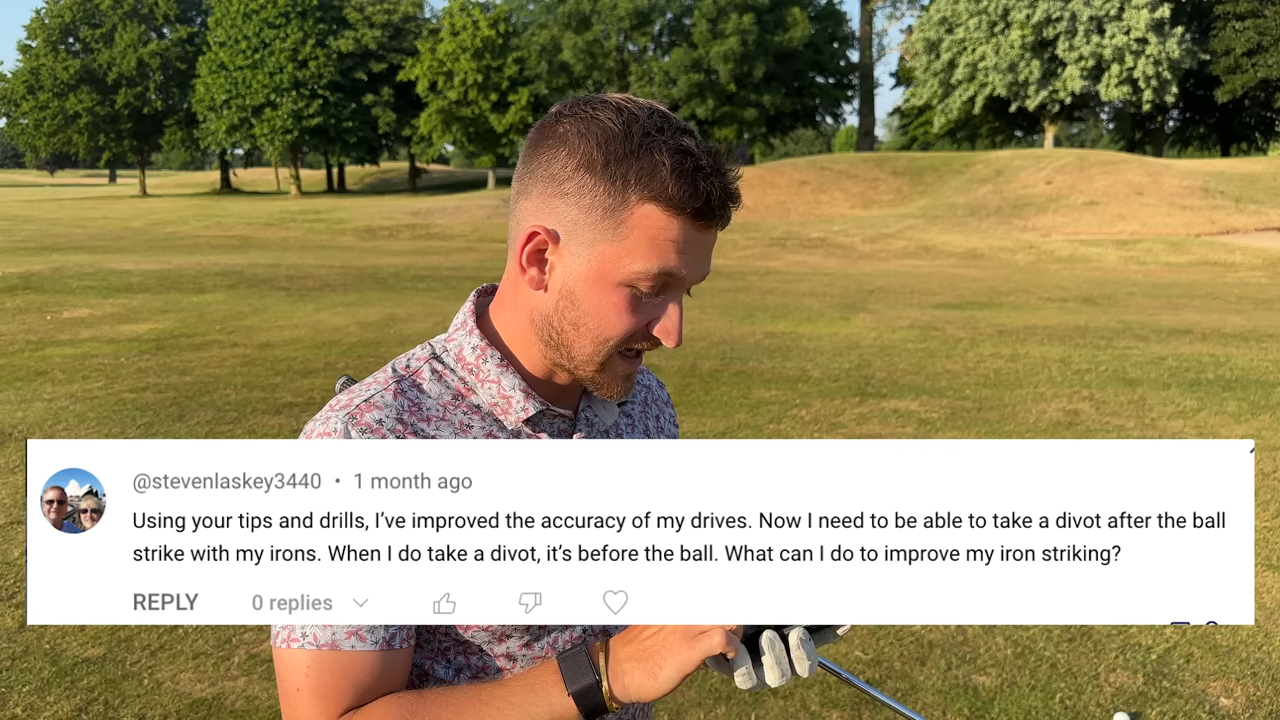 @stevenlaskey3440 • 1 month ago
Using your tips and drills, I've improved the accuracy of my drives. Now I need to be able to take a divot after the ball
strike with my irons. When I do take a divot, it's before the ball. What can I do to improve my iron striking?
REPLY 0 replies